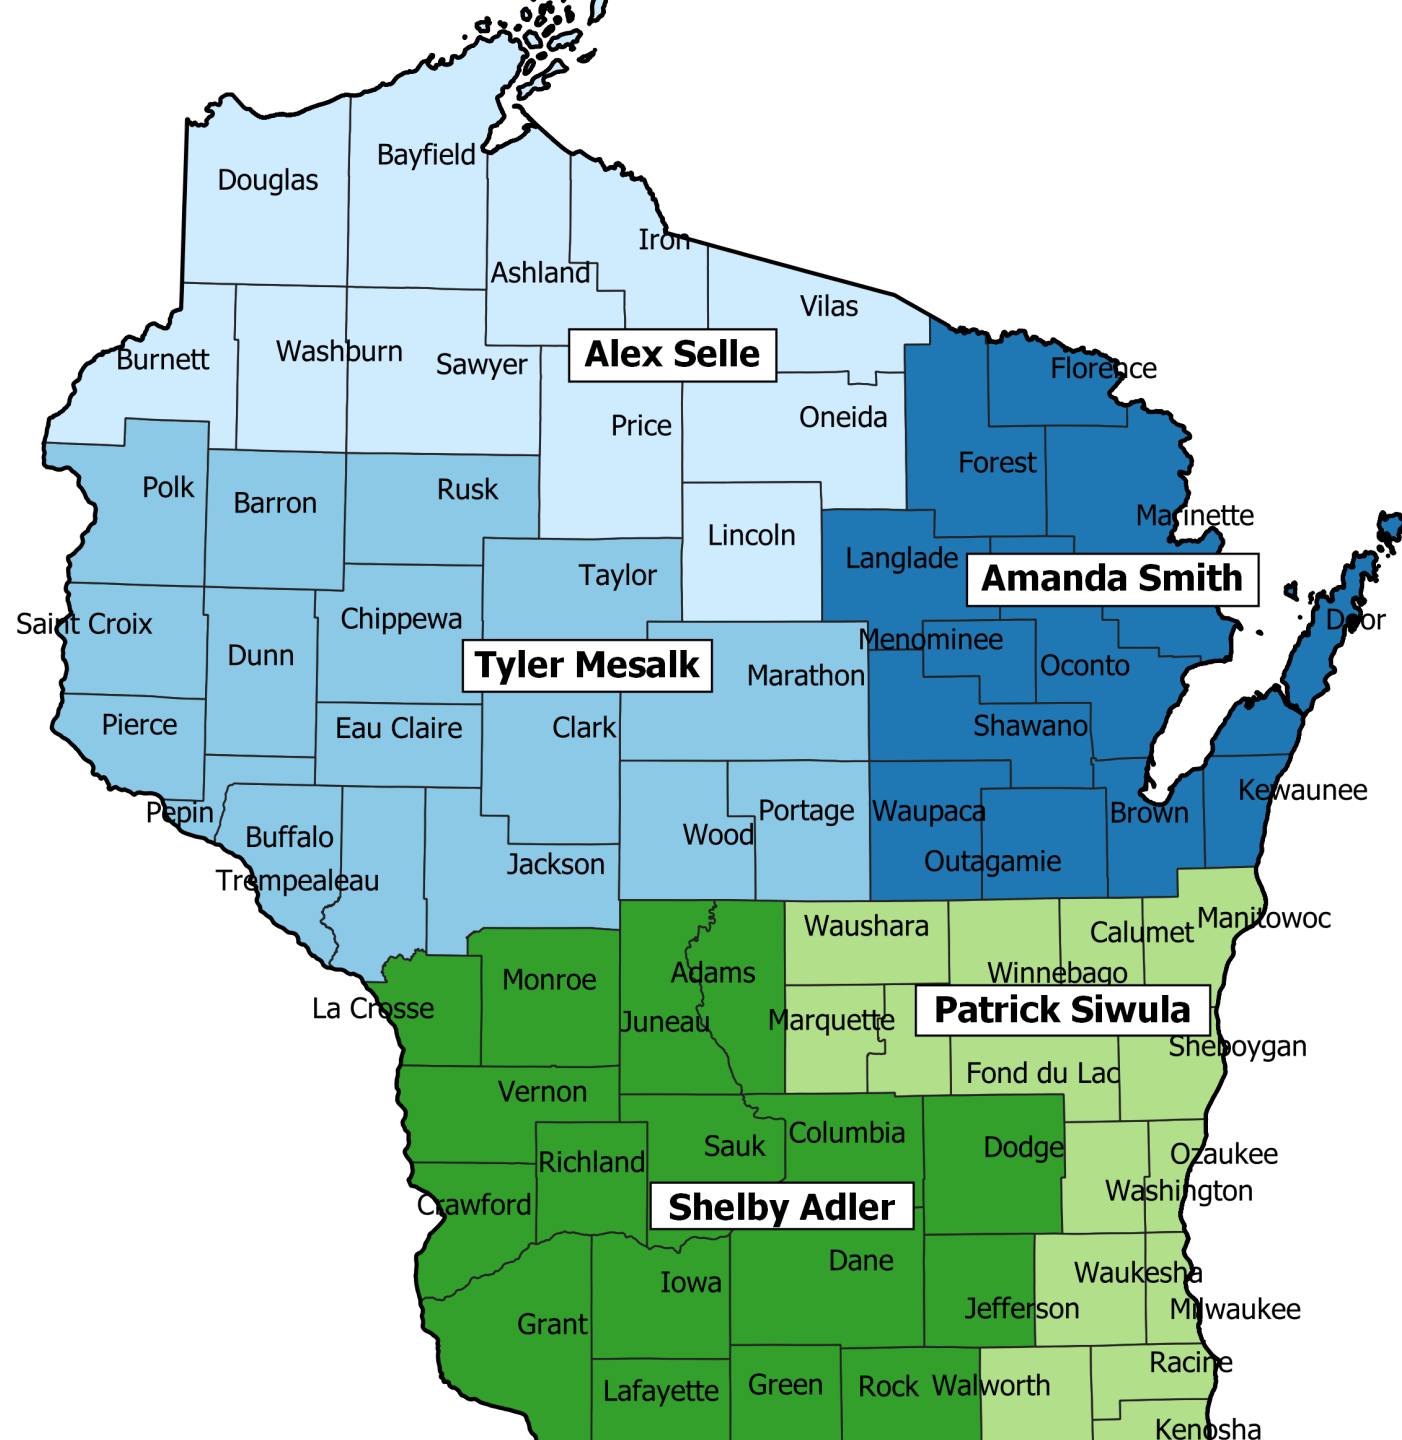 Bayfield
Douglas
Iron
Ashland
Vilas
Burnett
Washburn
Sawyer
Alex Selle
Florence
Price
Oneida
Forest
Polk
Barron
Rusk
Marinette
Lincoln
Langlade
Taylor
Amanda Smith
Saint Croix
Chippewa
Door
Dunn
Menominee
Tyler Mesalk
Marathon
Oconto
Pierce
Eau Claire
Clark
Shawano
Kewaunee
Pepin
Portage
Waupaca
Brown
Buffalo
Wood
Jackson
Outagamie
Trempealeau
Waushara
Manitowoc
Calumet
Monroe
Adams
Winnebago
La Crosse
Juneau
Marquette
Patrick Siwula
Sheboygan
Fond du Lac
Vernon
Sauk
Columbia
Dodge
Ozaukee
Richland
Washington
Crawford
Shelby Adler
Dane
Waukesha
Iowa
Jefferson
Milwaukee
Grant
Racine
Lafayette
Green
Rock
Walworth
Kenosha